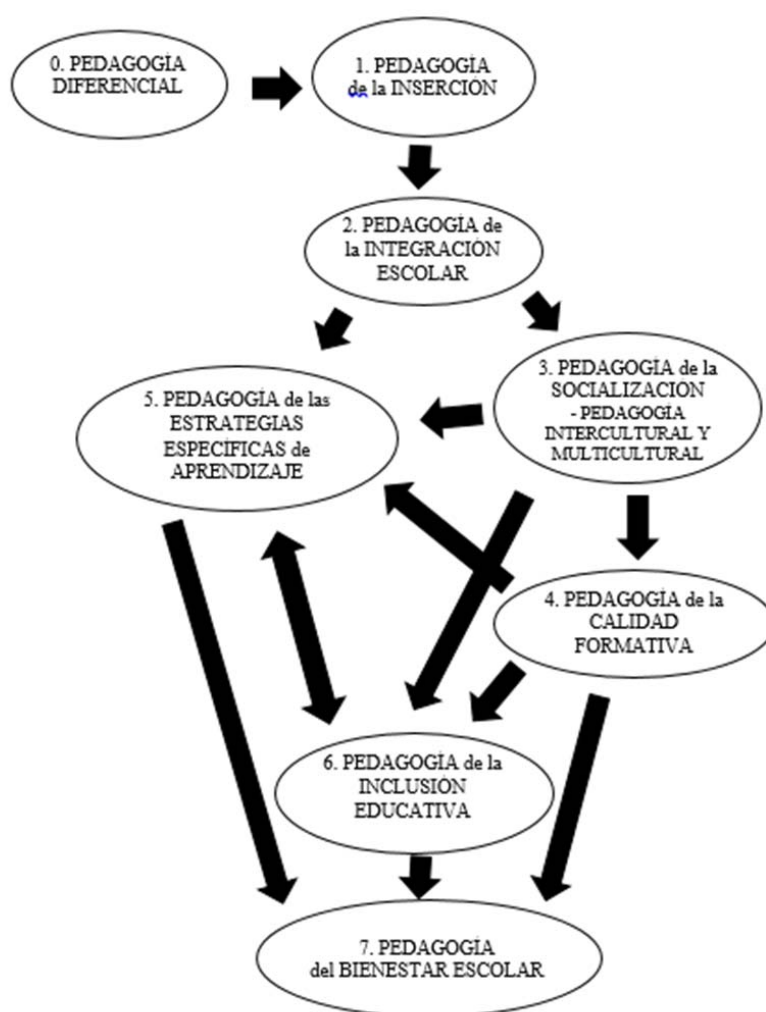 0. PEDAGOGÍA
DIFERENCIAL
1. PEDAGOGÍA
de la INSERCIÓN
2. PEDAGOGÍA de
la INTEGRACIÓN
ESCOLAR
3. PEDAGOGÍA de la
SOCIALIZACIÓN
- PEDAGOGÍA
INTERCULTURAL Y
MULTICULTURAL
5. PEDAGOGÍA de las
ESTRATEGIAS
ESPECÍFICAS de
APRENDIZAJE
4. PEDAGOGÍA de la
CALIDAD
FORMATIVA
6. PEDAGOGÍA de la
INCLUSIÓN
EDUCATIVA
7. PEDAGOGÍA
del BIENESTAR ESCOLAR